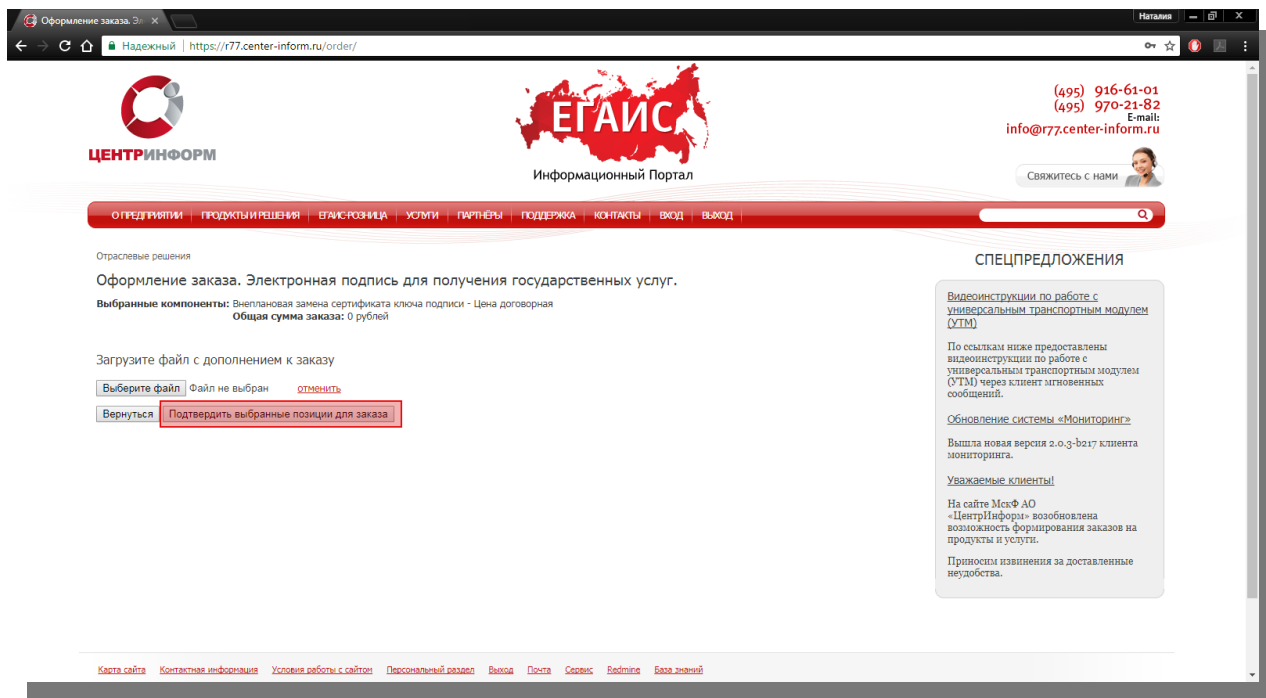 Оформление заказа. Эл
Наталия
Надежный
https://r77.center-inform.ru/order/
ЦЕНТРИНФОРМ
ЕГАИС
Информационный Портал
(495) 916-61-01
(495) 970-21-82
E-mail:
info@r77.center-inform.ru
Свяжитесь с нами
О ПРЕДПРИЯТИИ ПРОДУКТЫ И РЕШЕНИЯ ЕГАИС-РОЗНИЦА УСЛУГИ ПАРТНЁРЫ ПОДДЕРЖКА КОНТАКТЫ ВХОД ВЫХОД
Отраслевые решения
Оформление заказа. Электронная подпись для получения государственных услуг.
Выбранные компоненты: Внеплановая замена сертификата ключа подписи - Цена договорная
Общая сумма заказа: 0 рублей
Загрузите файл с дополнением к заказу
Выберите файл Файл не выбран отменить
Вернуться Подтвердить выбранные позиции для заказа
СПЕЦПРЕДЛОЖЕНИЯ
Видеоинструкции по работе с
универсальным транспортным модулем
(УТМ)
По ссылкам ниже предоставлены
видеоинструкции по работе с
универсальным транспортным модулем
(УТМ) через клиент мгновенных
сообщений.
Обновление системы «Мониторинг»
Вышла новая версия 2.0.3-b217 клиента
мониторинга.
Уважаемые клиенты!
На сайте МскФ АО
«ЦентрИнформ» возобновлена
возможность формирования заказов на
продукты и услуги.
Приносим извинения за доставленные
неудобства.
Карта сайта Контактная информация Условия работы с сайтом Персональный раздел Выход Почта Сервис Redmine База знаний